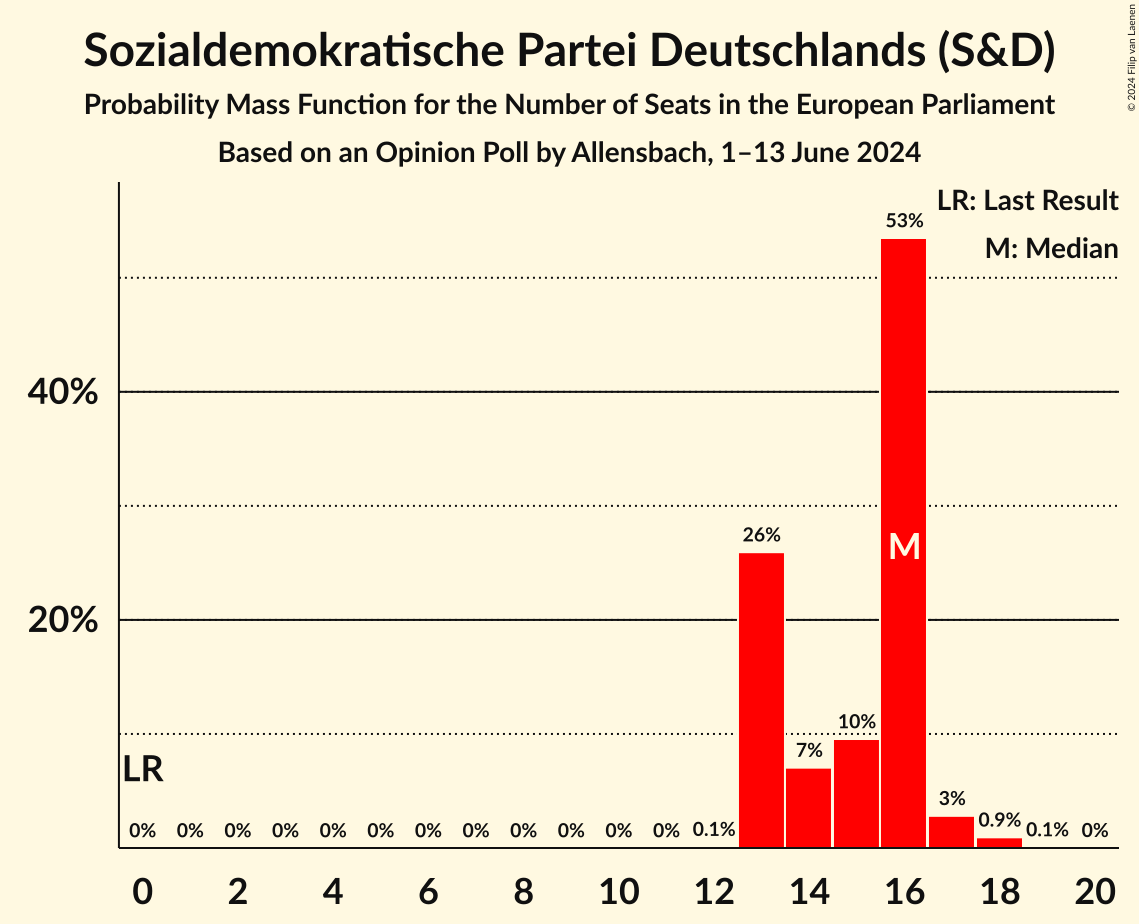 Sozialdemokratische Partei Deutschlands (S&D)
Probability Mass Function for the Number of Seats in the European Parliament
Based on an Opinion Poll by Allensbach, 1–13 June 2024
© 2024 Filip van Laenen
LR: Last Result
M: Median
53%
40%
26%
M
20%
10%
7%
LR
3%
0% 0% 0% 0% 0% 0% 0% 0% 0% 0% 0% 0% 0.1% 0.9% 0.1% 0%
0 2 4 6 8 10 12 14 16 18 20